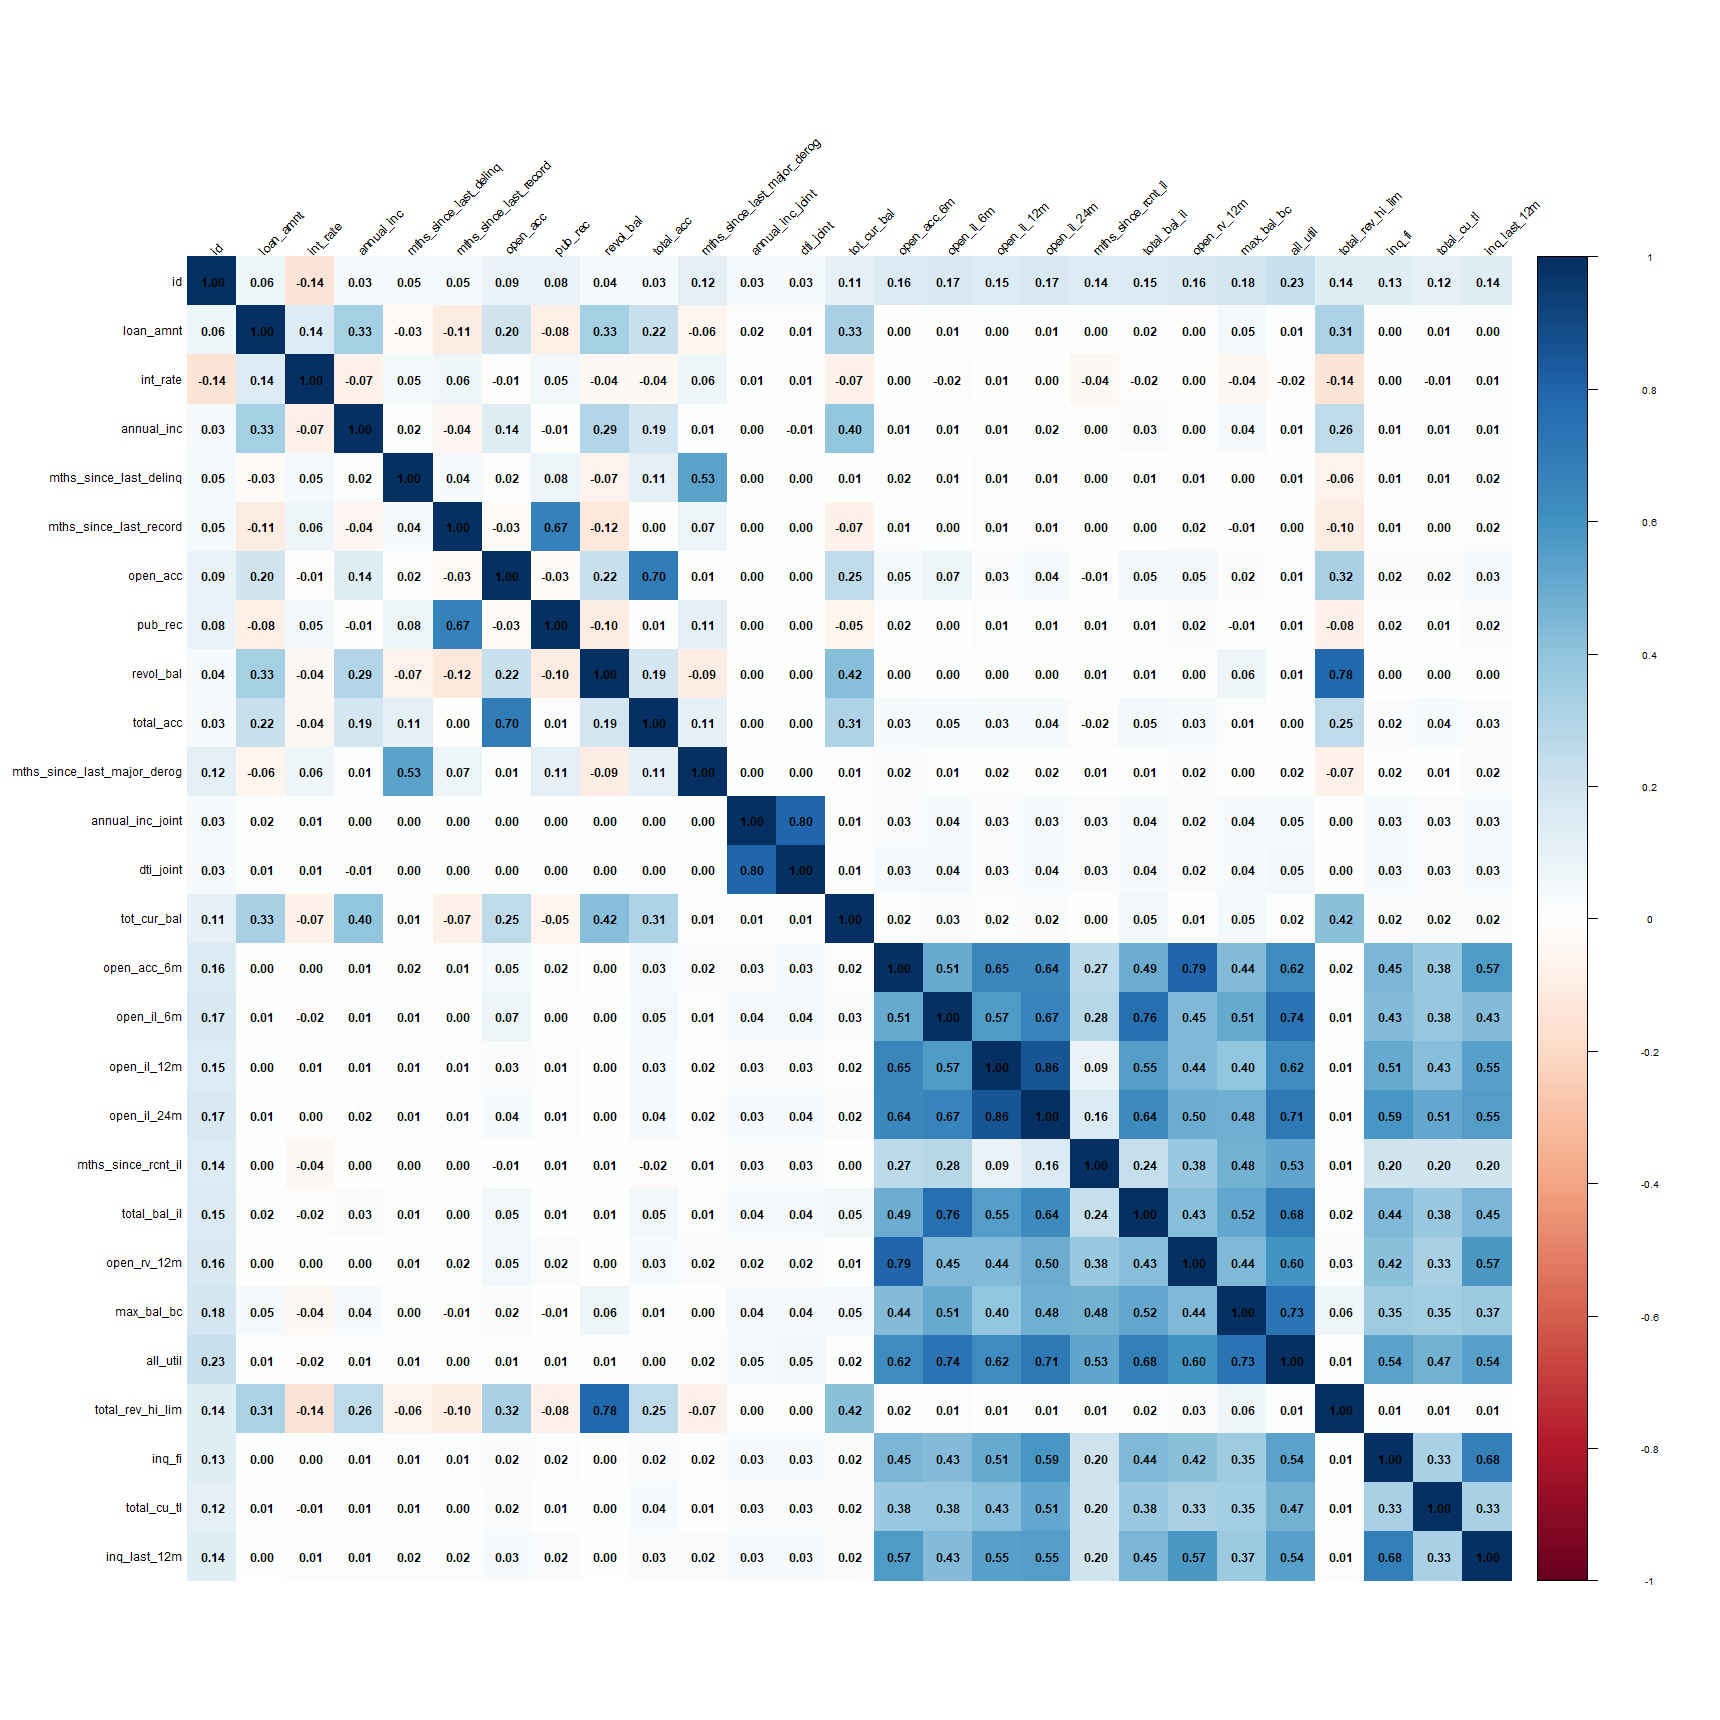 id loan_amnt int_rate annual_inc mths_since_last_delinq mths_since_last_record open_acc pub_rec revol_bal total_acc mths_since_last_major_derog annual_inc_joint dti_joint tot_cur_bal open_acc_6m open_il_6m open_il_12m open_il_24m mths_since_rcnt_il total_bal_il open_rv_12m max_bal_bc all_util total_rev_hi_lim inq_fi total_cu_tl inq_last_12m
id 1.00 0.06 -0.14 0.03 0.05 0.05 0.09 0.08 0.04 0.03 0.12 0.03 0.03 0.11 0.16 0.17 0.15 0.17 0.14 0.15 0.16 0.18 0.23 0.14 0.13 0.12 0.14
loan_amnt 0.06 1.00 0.14 0.33 -0.03 -0.11 0.20 -0.08 0.33 0.22 -0.06 0.02 0.01 0.33 0.00 0.01 0.00 0.01 0.00 0.02 0.00 0.05 0.01 0.31 0.00 0.01 0.00
int_rate -0.14 0.14 1.00 -0.07 0.05 0.06 -0.01 0.05 -0.04 -0.04 0.06 0.01 0.01 -0.07 0.00 -0.02 0.01 0.00 -0.04 -0.02 0.00 -0.04 -0.02 -0.14 0.00 -0.01 0.01
annual_inc 0.03 0.33 -0.07 1.00 0.02 -0.04 0.14 -0.01 0.29 0.19 0.01 0.00 -0.01 0.40 0.01 0.01 0.01 0.02 0.00 0.03 0.00 0.04 0.01 0.26 0.01 0.01 0.01
mths_since_last_delinq 0.05 -0.03 0.05 0.02 1.00 0.04 0.02 0.08 -0.07 0.11 0.53 0.00 0.00 0.01 0.02 0.01 0.01 0.01 0.00 0.01 0.01 0.00 0.01 -0.06 0.01 0.01 0.02
mths_since_last_record 0.05 -0.11 0.06 -0.04 0.04 1.00 -0.03 0.67 -0.12 0.00 0.07 0.00 0.00 -0.07 0.01 0.00 0.01 0.01 0.00 0.00 0.02 -0.01 0.00 -0.10 0.01 0.00 0.02
open_acc 0.09 0.20 -0.01 0.14 0.02 -0.03 1.00 -0.03 0.22 0.70 0.01 0.00 0.00 0.25 0.05 0.07 0.03 0.04 -0.01 0.05 0.05 0.02 0.01 0.32 0.02 0.02 0.03
pub_rec 0.08 -0.08 0.05 -0.01 0.08 0.67 -0.03 1.00 -0.10 0.01 0.11 0.00 0.00 -0.05 0.02 0.00 0.01 0.01 0.01 0.01 0.02 -0.01 0.01 -0.08 0.02 0.01 0.02
revol_bal 0.04 0.33 -0.04 0.29 -0.07 -0.12 0.22 -0.10 1.00 0.19 -0.09 0.00 0.00 0.42 0.00 0.00 0.00 0.00 0.01 0.01 0.00 0.06 0.01 0.78 0.00 0.00 0.00
total_acc 0.03 0.22 -0.04 0.19 0.11 0.00 0.70 0.01 0.19 1.00 0.11 0.00 0.00 0.31 0.03 0.05 0.03 0.04 -0.02 0.05 0.03 0.01 0.00 0.25 0.02 0.04 0.03
mths_since_last_major_derog 0.12 -0.06 0.06 0.01 0.53 0.07 0.01 0.11 -0.09 0.11 1.00 0.00 0.00 0.01 0.02 0.01 0.02 0.02 0.01 0.01 0.02 0.00 0.02 -0.07 0.02 0.01 0.02
annual_inc_joint 0.03 0.02 0.01 0.00 0.00 0.00 0.00 0.00 0.00 0.00 0.00 1.00 0.80 0.01 0.03 0.04 0.03 0.03 0.03 0.04 0.02 0.04 0.05 0.00 0.03 0.03 0.03
dti_joint 0.03 0.01 0.01 -0.01 0.00 0.00 0.00 0.00 0.00 0.00 0.00 0.80 1.00 0.01 0.03 0.04 0.03 0.04 0.03 0.04 0.02 0.04 0.05 0.00 0.03 0.03 0.03
tot_cur_bal 0.11 0.33 -0.07 0.40 0.01 -0.07 0.25 -0.05 0.42 0.31 0.01 0.01 0.01 1.00 0.02 0.03 0.02 0.02 0.00 0.05 0.01 0.05 0.02 0.42 0.02 0.02 0.02
open_acc_6m 0.16 0.00 0.00 0.01 0.02 0.01 0.05 0.02 0.00 0.03 0.02 0.03 0.03 0.02 1.00 0.51 0.65 0.64 0.27 0.49 0.79 0.44 0.62 0.02 0.45 0.38 0.57
open_il_6m 0.17 0.01 -0.02 0.01 0.01 0.00 0.07 0.00 0.00 0.05 0.01 0.04 0.04 0.03 0.51 1.00 0.57 0.67 0.28 0.76 0.45 0.51 0.74 0.01 0.43 0.38 0.43
open_il_12m 0.15 0.00 0.01 0.01 0.01 0.01 0.03 0.01 0.00 0.03 0.02 0.03 0.03 0.02 0.65 0.57 1.00 0.86 0.09 0.55 0.44 0.40 0.62 0.01 0.51 0.43 0.55
open_il_24m 0.17 0.01 0.00 0.02 0.01 0.01 0.04 0.01 0.00 0.04 0.02 0.03 0.04 0.02 0.64 0.67 0.86 1.00 0.16 0.64 0.50 0.48 0.71 0.01 0.59 0.51 0.55
mths_since_rcnt_il 0.14 0.00 -0.04 0.00 0.00 0.00 -0.01 0.01 0.01 -0.02 0.01 0.03 0.03 0.00 0.27 0.28 0.09 0.16 1.00 0.24 0.38 0.48 0.53 0.01 0.20 0.20 0.20
total_bal_il 0.15 0.02 -0.02 0.03 0.01 0.00 0.05 0.01 0.01 0.05 0.01 0.04 0.04 0.05 0.49 0.76 0.55 0.64 0.24 1.00 0.43 0.52 0.68 0.02 0.44 0.38 0.45
open_rv_12m 0.16 0.00 0.00 0.00 0.01 0.02 0.05 0.02 0.00 0.03 0.02 0.02 0.02 0.01 0.79 0.45 0.44 0.50 0.38 0.43 1.00 0.44 0.60 0.03 0.42 0.33 0.57
max_bal_bc 0.18 0.05 -0.04 0.04 0.00 -0.01 0.02 -0.01 0.06 0.01 0.00 0.04 0.04 0.05 0.44 0.51 0.40 0.48 0.48 0.52 0.44 1.00 0.73 0.06 0.35 0.35 0.37
all_util 0.23 0.01 -0.02 0.01 0.01 0.00 0.01 0.01 0.01 0.00 0.02 0.05 0.05 0.02 0.62 0.74 0.62 0.71 0.53 0.68 0.60 0.73 1.00 0.01 0.54 0.47 0.54
total_rev_hi_lim 0.14 0.31 -0.14 0.26 -0.06 -0.10 0.32 -0.08 0.78 0.25 -0.07 0.00 0.00 0.42 0.02 0.01 0.01 0.01 0.01 0.02 0.03 0.06 0.01 1.00 0.01 0.01 0.01
inq_fi 0.13 0.00 0.00 0.01 0.01 0.01 0.02 0.02 0.00 0.02 0.02 0.03 0.03 0.02 0.45 0.43 0.51 0.59 0.20 0.44 0.42 0.35 0.54 0.01 1.00 0.33 0.68
total_cu_tl 0.12 0.01 -0.01 0.01 0.01 0.00 0.02 0.01 0.00 0.04 0.01 0.03 0.03 0.02 0.38 0.38 0.43 0.51 0.20 0.38 0.33 0.35 0.47 0.01 0.33 1.00 0.33
inq_last_12m 0.14 0.00 0.01 0.01 0.02 0.02 0.03 0.02 0.00 0.03 0.02 0.03 0.03 0.02 0.57 0.43 0.55 0.55 0.20 0.45 0.57 0.37 0.54 0.01 0.68 0.33 1.00
1
0.8
0.6
0.4
0.2
0
-0.2
-0.4
-0.6
-0.8
-1